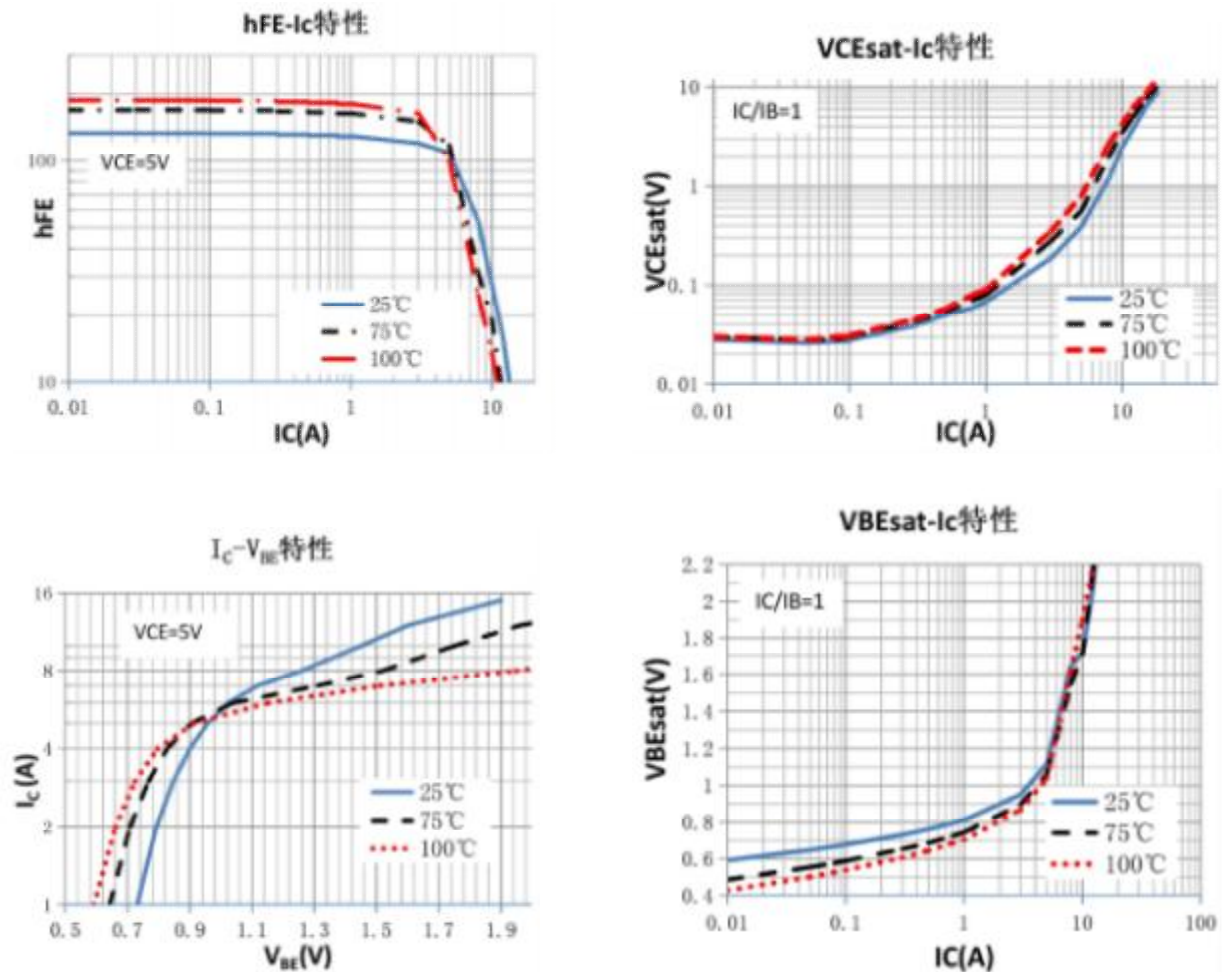 hFE-Ic特性
hFE
100
10
VCE=5V
25℃
75℃
100℃
0.01 0.1 1 10
IC(A)
VCEsat-Ic特性
VCEsat(V)
10
1
0.1
0.01
IC/IB=1
25℃
75℃
100℃
0.01 0.1 1 10
IC(A)
IC-VBE特性
IC(A)
16
8
4
2
1
VCE=5V
25℃
75℃
100℃
0.5 0.7 0.9 1.1 1.3 1.5 1.7 1.9
VBE(V)
VBEsat-Ic特性
VBEsat(V)
2.2
2
1.8
1.6
1.4
1.2
1
0.8
0.6
0.4
IC/IB=1
25℃
75℃
100℃
0.01 0.1 1 10 100
IC(A)